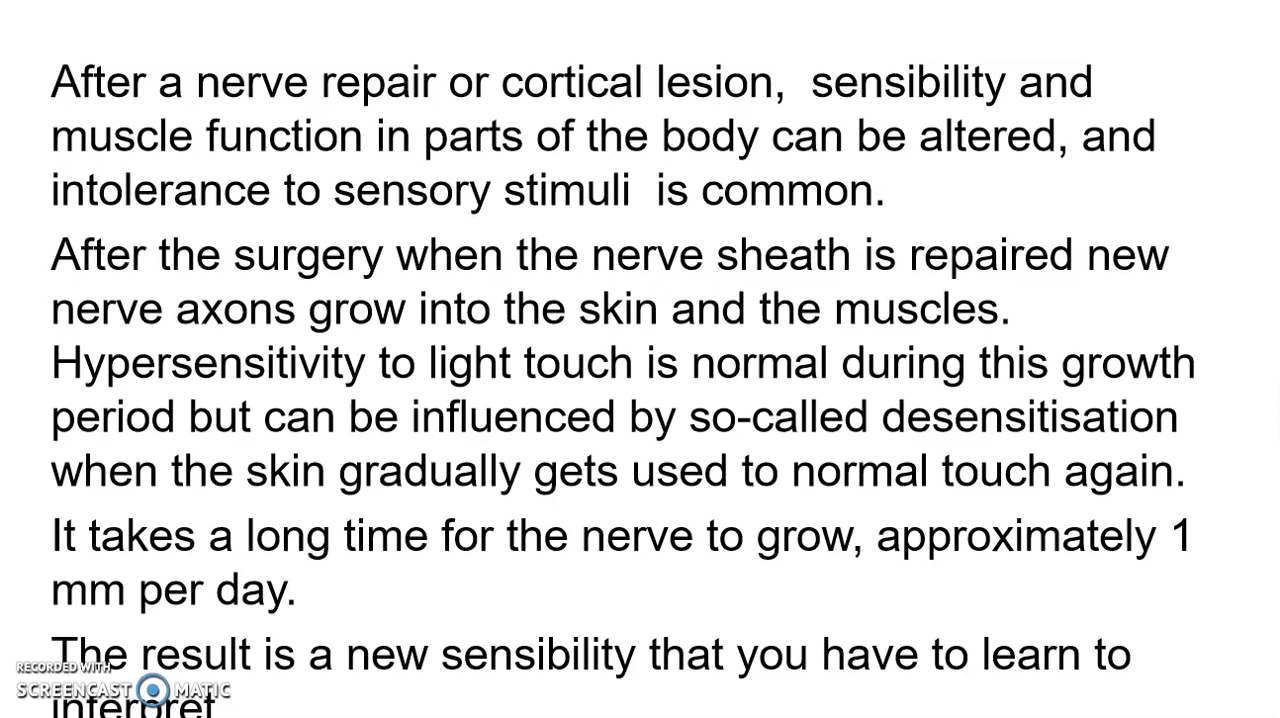 After a nerve repair or cortical lesion,  sensibility and
muscle function in parts of the body can be altered, and
intolerance to sensory stimuli  is common.
After the surgery when the nerve sheath is repaired new
nerve axons grow into the skin and the muscles.
Hypersensitivity to light touch is normal during this growth
period but can be influenced by so-called desensitisation
when the skin gradually gets used to normal touch again.
It takes a long time for the nerve to grow, approximately 1
mm per day.
The result is a new sensibility that you have to learn to
interpret
RECORDED WITH
SCREENCAST MATIC